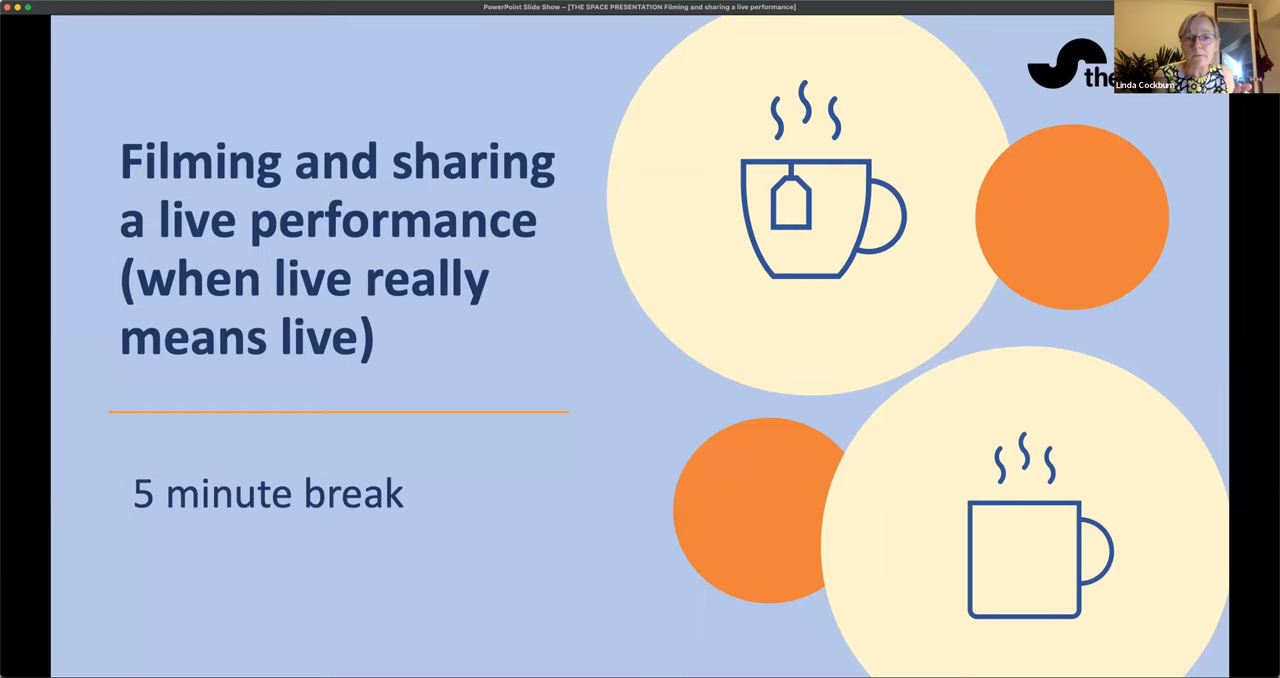 PowerPoint Slide Show – [THE SPACE PRESENTATION Filming and sharing a live performance]
the
Linda Cockburn
Filming and sharing
a live performance
(when live really
means live)
5 minute break